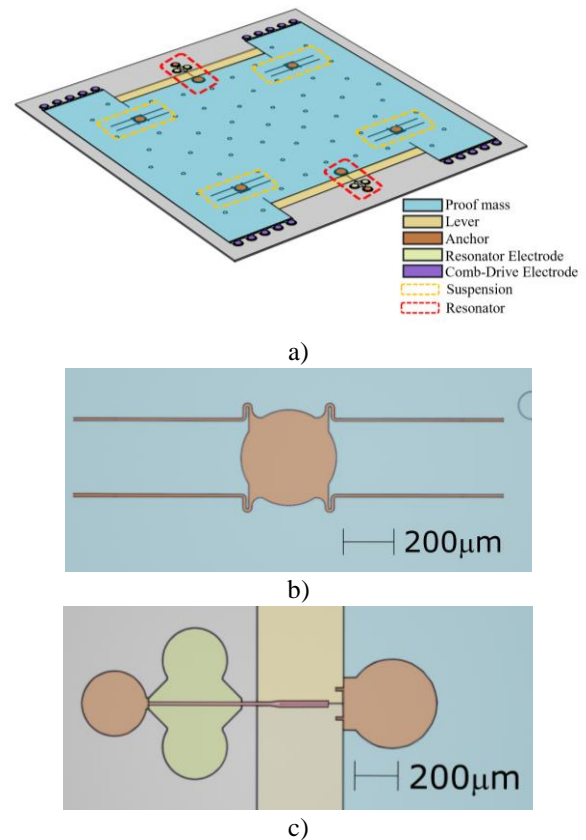 Proof mass
Lever
Anchor
Resonator Electrode
Comb-Drive Electrode
Suspension
Resonator
a)
200μm
b)
200μm
c)